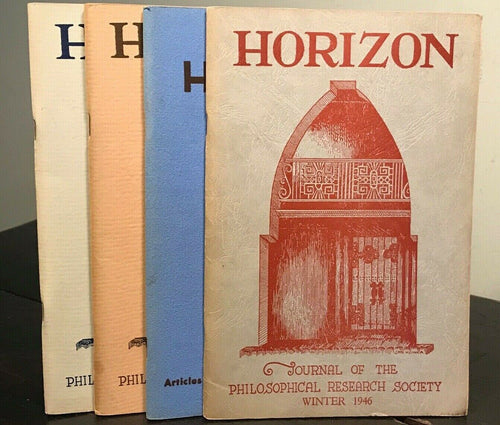 H
H
H
HORIZON
JOURNAL OF THE
PHILOSOPHICAL RESEARCH SOCIETY
WINTER 1946
PHIL
PHIL
Articles